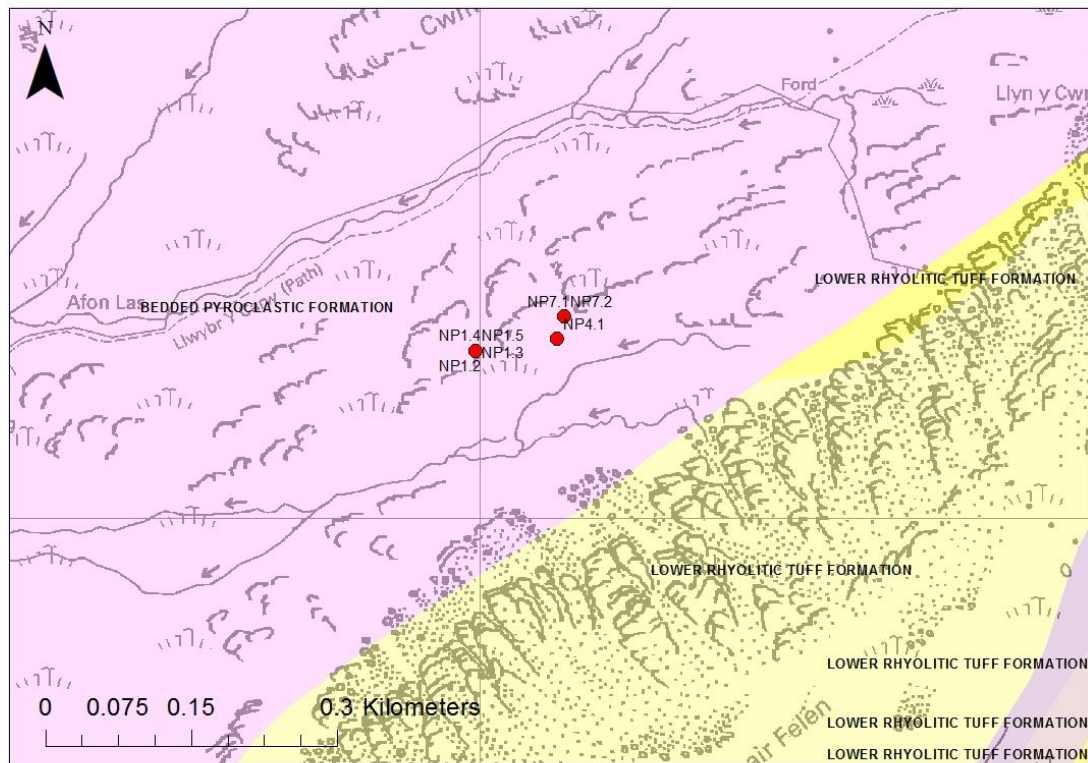 N
Cwm
Ford
Llyn y Cwn
LOWER RHYOLITIC TUFF FORMATION
Afon Las
BEDDED PYROCLASTIC FORMATION
Llwybr Y (Path)
NP7.1NP7.2
NP4.1
NP1.4NP1.5
NP1.3
NP1.2
LOWER RHYOLITIC TUFF FORMATION
LOWER RHYOLITIC TUFF FORMATION
0 0.075 0.15 0.3 Kilometers
Felen
LOWER RHYOLITIC TUFF FORMATION
LOWER RHYOLITIC TUFF FORMATION